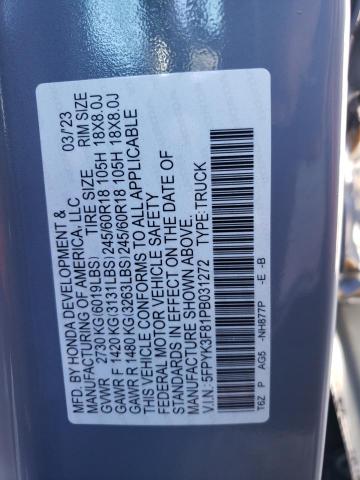 MFD. BY HONDA DEVELOPMENT & 03/'23
MANUFACTURING OF AMERICA, LLC
TIRE SIZE RIM SIZE
GVWR 2730 KG(6019LBS)
GAWR F 1420 KG(3131LBS) 245/60R18 105H 18X8.0J
GAWR R 1480 KG(3263LBS) 245/60R18 105H 18X8.0J
THIS VEHICLE CONFORMS TO ALL APPLICABLE
FEDERAL MOTOR VEHICLE SAFETY
STANDARDS IN EFFECT ON THE DATE OF
MANUFACTURE SHOWN ABOVE.
V.I.N.: 5FPYK3F81PB031272 TYPE:TRUCK
T6Z P AG5 -NH877P -E -B